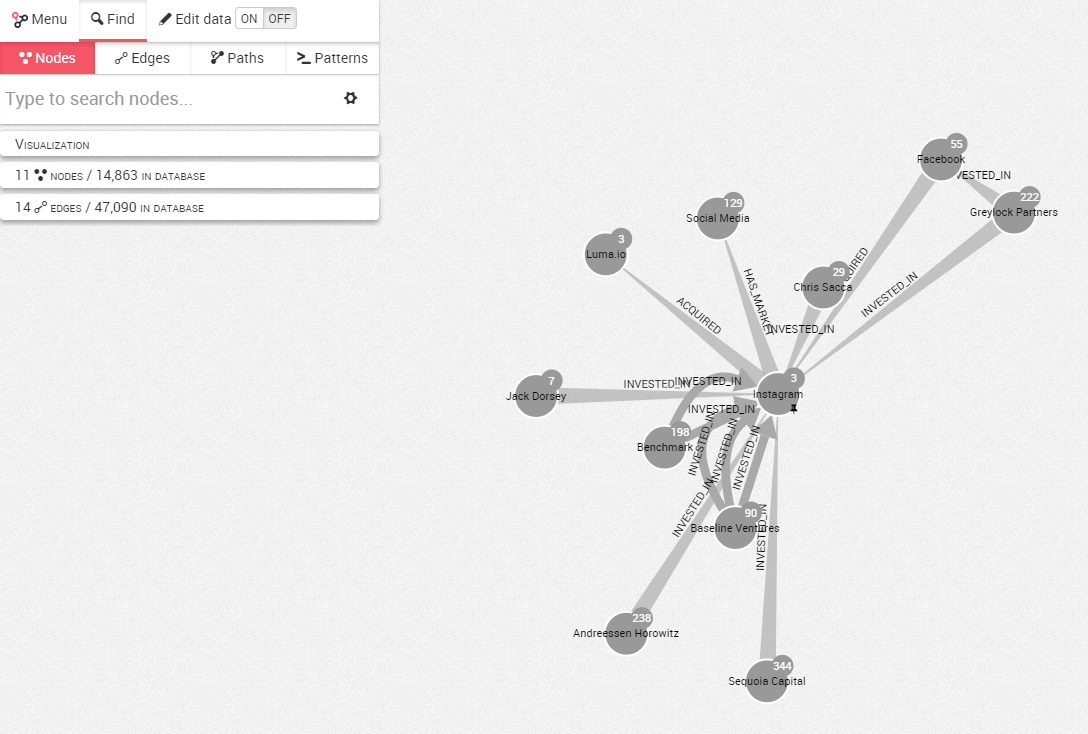 Menu
Find
Edit data ON OFF
Nodes
Edges
Paths
Patterns
Type to search nodes...
Visualization
11 nodes / 14,863 in database
14 edges / 47,090 in database
55
Facebook
VESTED_IN
222
Greylock Partners
129
Social Media
3
Luma.io
29
Chris Sacca
UIRED
INVESTED_IN
HAS_MARKET
ACQUIRED
INVESTED_IN
3
Instagram
7
Jack Dorsey
INVESTED_IN
INVESTED_IN
INVESTED_IN
198
Benchmark
INVESTED_IN
INVESTED_IN
INVESTED_IN
INVESTED_IN
90
Baseline Ventures
INVESTED_IN
238
Andreessen Horowitz
344
Sequoia Capital